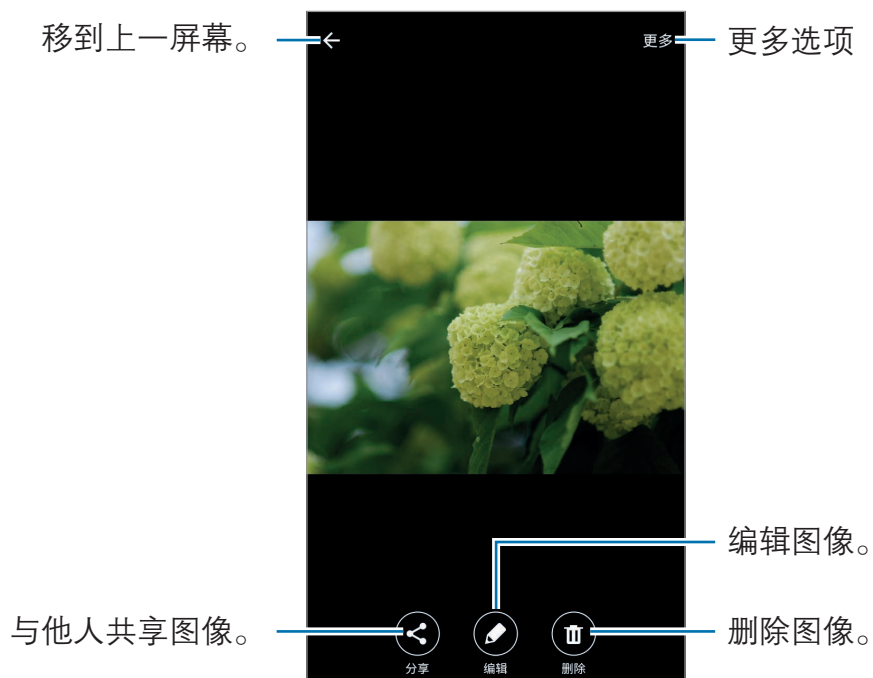 移到上一屏幕。
更多
更多选项
编辑图像。
与他人共享图像。
删除图像。
分享
编辑
删除